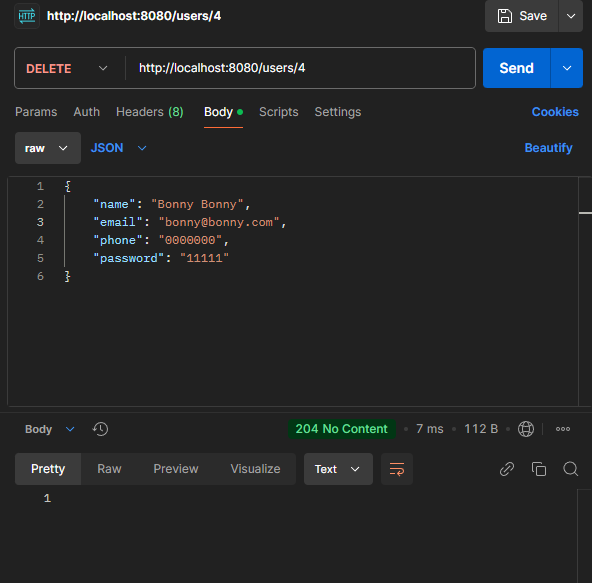 HTTP http://localhost:8080/users/4 Save
DELETE http://localhost:8080/users/4 Send
Params Auth Headers (8) Body Scripts Settings Cookies
raw JSON Beautify
1 {
2 "name": "Bonny Bonny",
3 "email": "bonny@bonny.com",
4 "phone": "0000000",
5 "password": "11111"
6 }
Body 204 No Content • 7 ms • 112 B •
Pretty Raw Preview Visualize Text
1